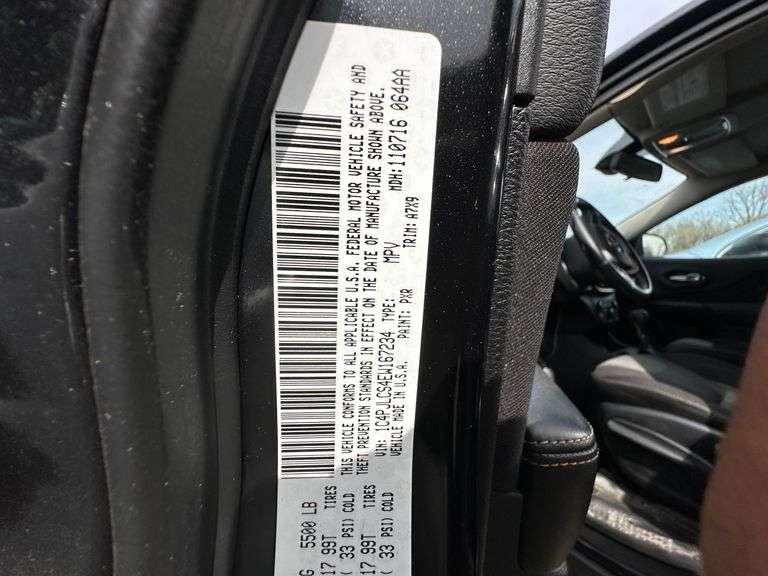 G 5500 LB
17 99T TIRES
( 33 PSI) COLD
17 99T TIRES
( 33 PSI) COLD
THIS VEHICLE CONFORMS TO ALL APPLICABLE U.S.A. FEDERAL MOTOR VEHICLE SAFETY AND
THEFT PREVENTION STANDARDS IN EFFECT ON THE DATE OF MANUFACTURE SHOWN ABOVE.
VIN: 1C4PJLCS4EW167234 TYPE: MPV MDH: 110716 064AA
VEHICLE MADE IN U.S.A. PAINT: PXR TRIM: A7X9